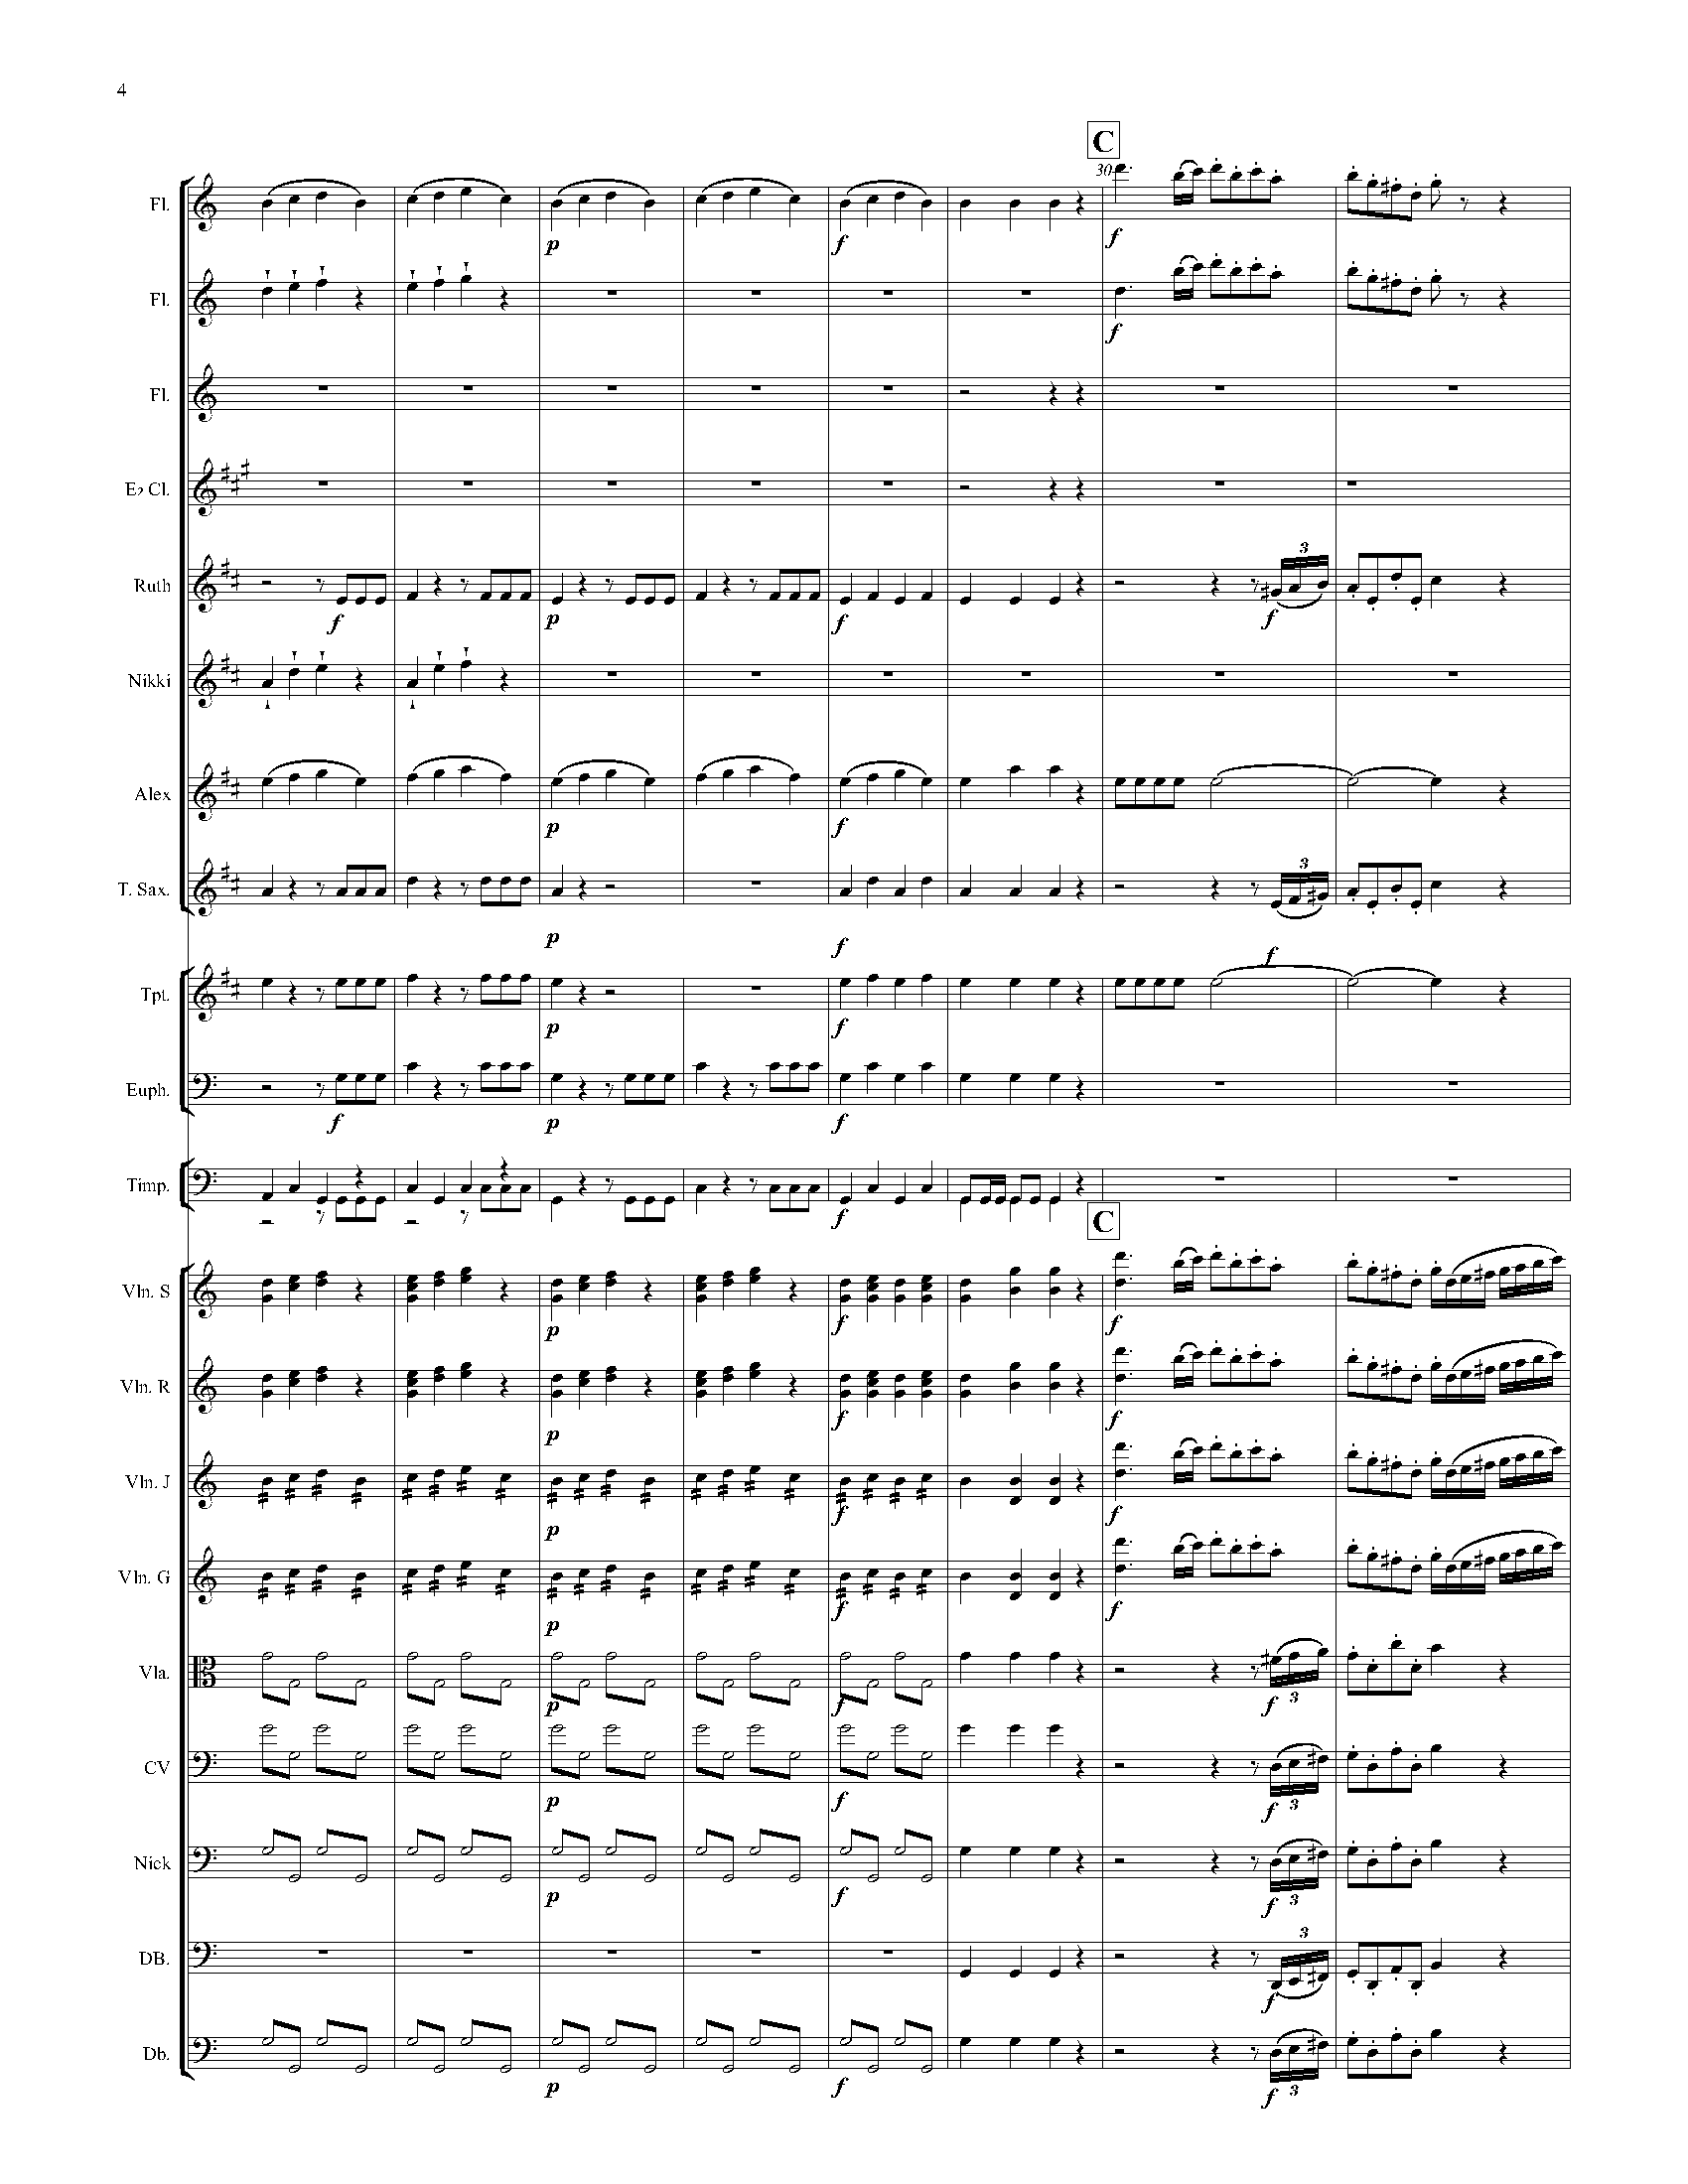 4
C
30
Fl.
f
p
f
Fl.
f
Fl.
E♭ Cl.
Ruth
f
p
f
f
3
Nikki
Alex
p
f
T. Sax.
p
f
f
3
Tpt.
p
f
Euph.
f
p
f
Timp.
f
C
Vln. S
p
f
f
Vln. R
p
f
f
Vln. J
p
f
f
Vln. G
p
f
f
Vla.
p
f
f
3
CV
p
f
f
3
Nick
p
f
f
3
DB.
f
3
Db.
p
f
f
3